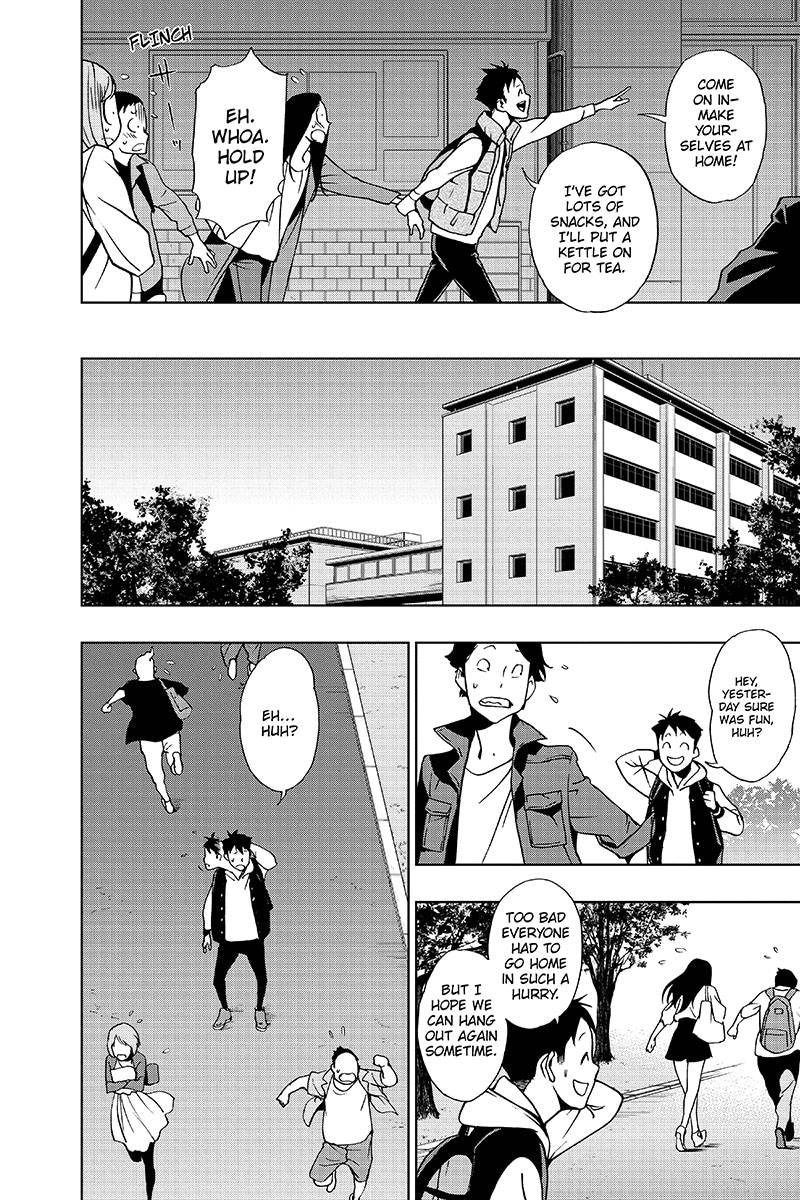 COME
ON IN–
MAKE
YOUR-
SELVES AT
HOME!
I'VE GOT
LOTS OF
SNACKS, AND
I'LL PUT A
KETTLE ON
FOR TEA.
EH.
WHOA.
HOLD
UP!
FLINCH
HEY,
YESTER-
DAY SURE
WAS FUN,
HUH?
TOO BAD
EVERYONE
HAD TO
GO HOME
IN SUCH A
HURRY.
BUT I
HOPE WE
CAN HANG
OUT AGAIN
SOMETIME.
EH...
HUH?